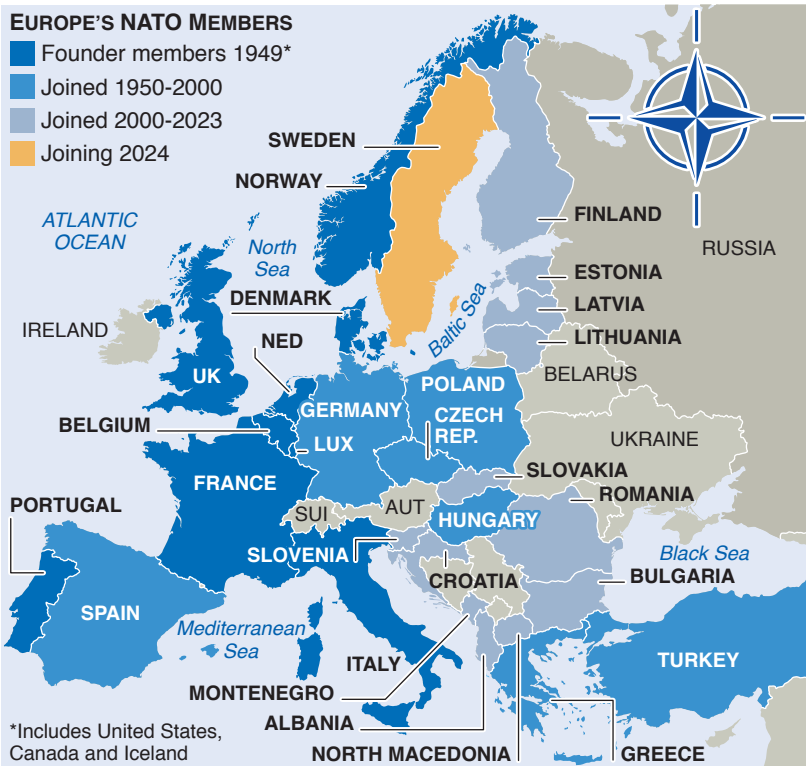 EUROPE'S NATO MEMBERS
Founder members 1949*
Joined 1950-2000
Joined 2000-2023
Joining 2024
SWEDEN
NORWAY
ATLANTIC
OCEAN
North
Sea
FINLAND
RUSSIA
ESTONIA
DENMARK
LATVIA
Baltic Sea
IRELAND
NED
LITHUANIA
BELARUS
UK
POLAND
GERMANY
CZECH
REP.
BELGIUM
LUX
UKRAINE
SLOVAKIA
FRANCE
ROMANIA
PORTUGAL
SUI
AUT
HUNGARY
SLOVENIA
Black Sea
CROATIA
BULGARIA
SPAIN
Mediterranean
Sea
ITALY
TURKEY
MONTENEGRO
ALBANIA
*Includes United States,
Canada and Iceland
NORTH MACEDONIA
GREECE